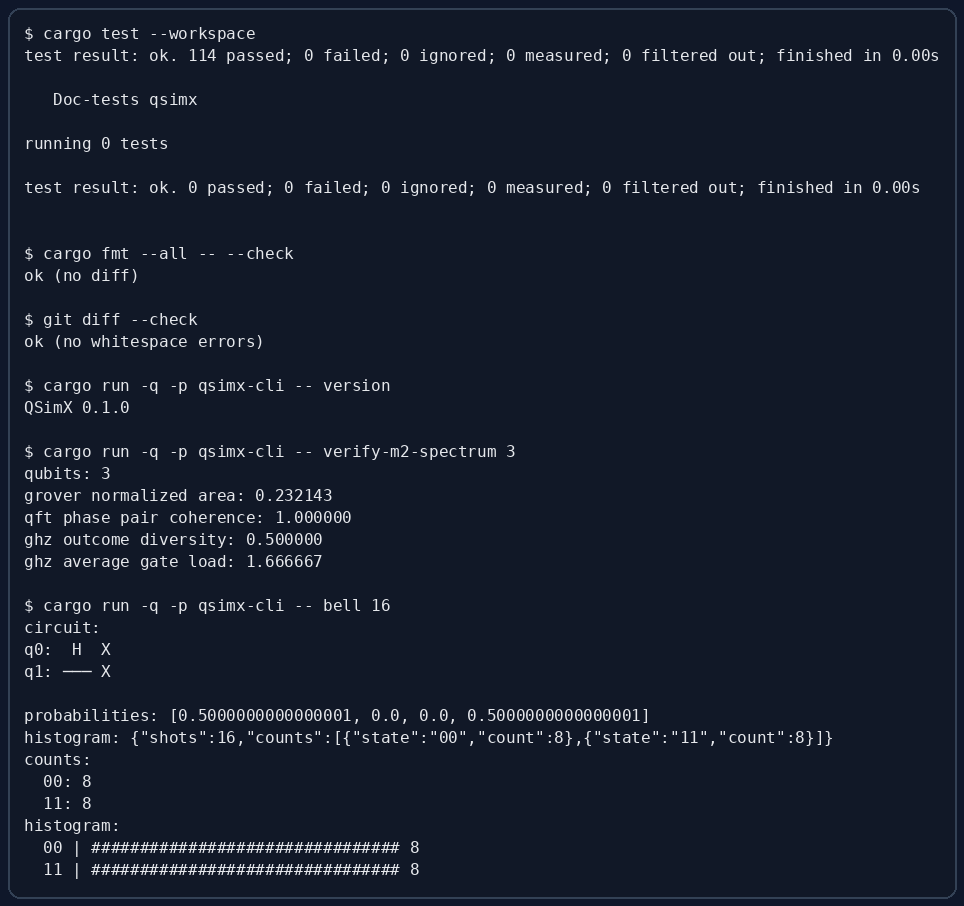 $ cargo test --workspace
test result: ok. 114 passed; 0 failed; 0 ignored; 0 measured; 0 filtered out; finished in 0.00s
Doc-tests qsimx
running 0 tests
test result: ok. 0 passed; 0 failed; 0 ignored; 0 measured; 0 filtered out; finished in 0.00s
$ cargo fmt --all -- --check
ok (no diff)
$ git diff --check
ok (no whitespace errors)
$ cargo run -q -p qsimx-cli -- version
QSimX 0.1.0
$ cargo run -q -p qsimx-cli -- verify-m2-spectrum 3
qubits: 3
grover normalized area: 0.232143
qft phase pair coherence: 1.000000
ghz outcome diversity: 0.500000
ghz average gate load: 1.666667
$ cargo run -q -p qsimx-cli -- bell 16
circuit:
q0:  H  X
q1: ─── X
probabilities: [0.5000000000000001, 0.0, 0.0, 0.5000000000000001]
histogram: {"shots":16,"counts":[{"state":"00","count":8},{"state":"11","count":8}]}
counts:
  00: 8
  11: 8
histogram:
  00 | ################################ 8
  11 | ################################ 8